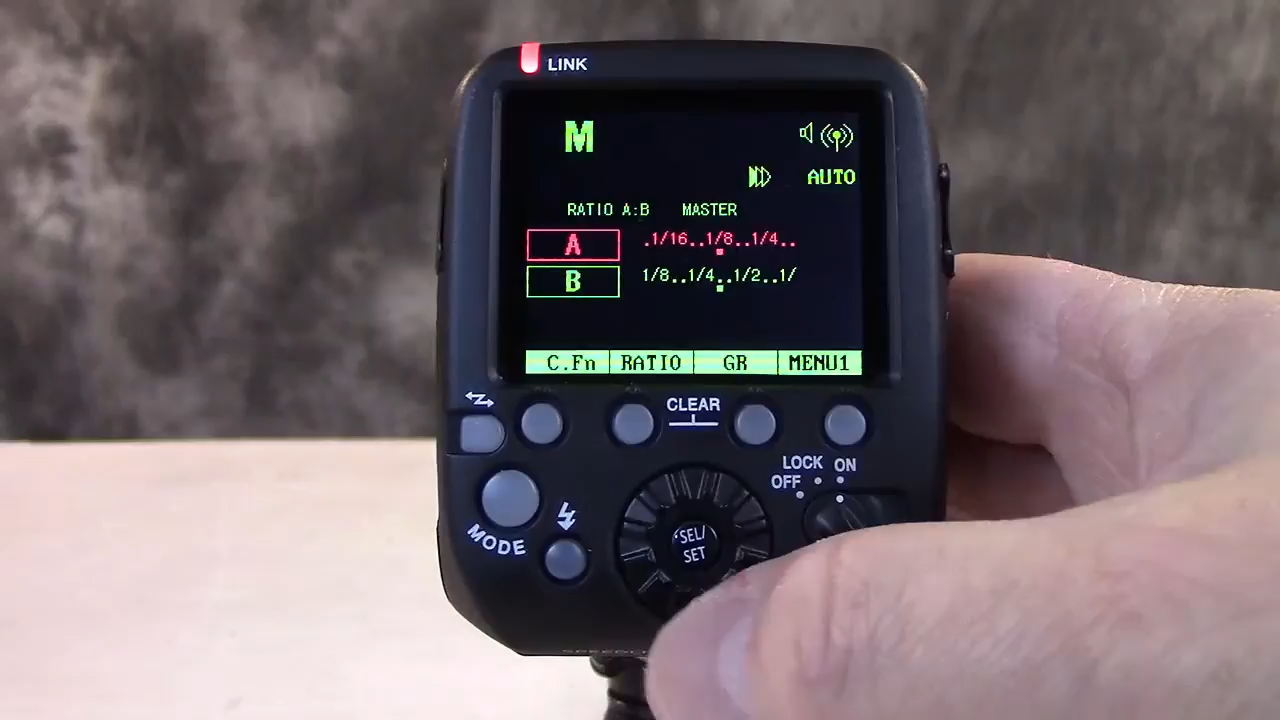 LINK
M
AUTO
RATIO A:B MASTER
A .1/16..1/8..1/4..
B 1/8..1/4..1/2..1/
C.Fn RATIO GR MENU1
CLEAR
LOCK ON
OFF
MODE
SEL/
SET